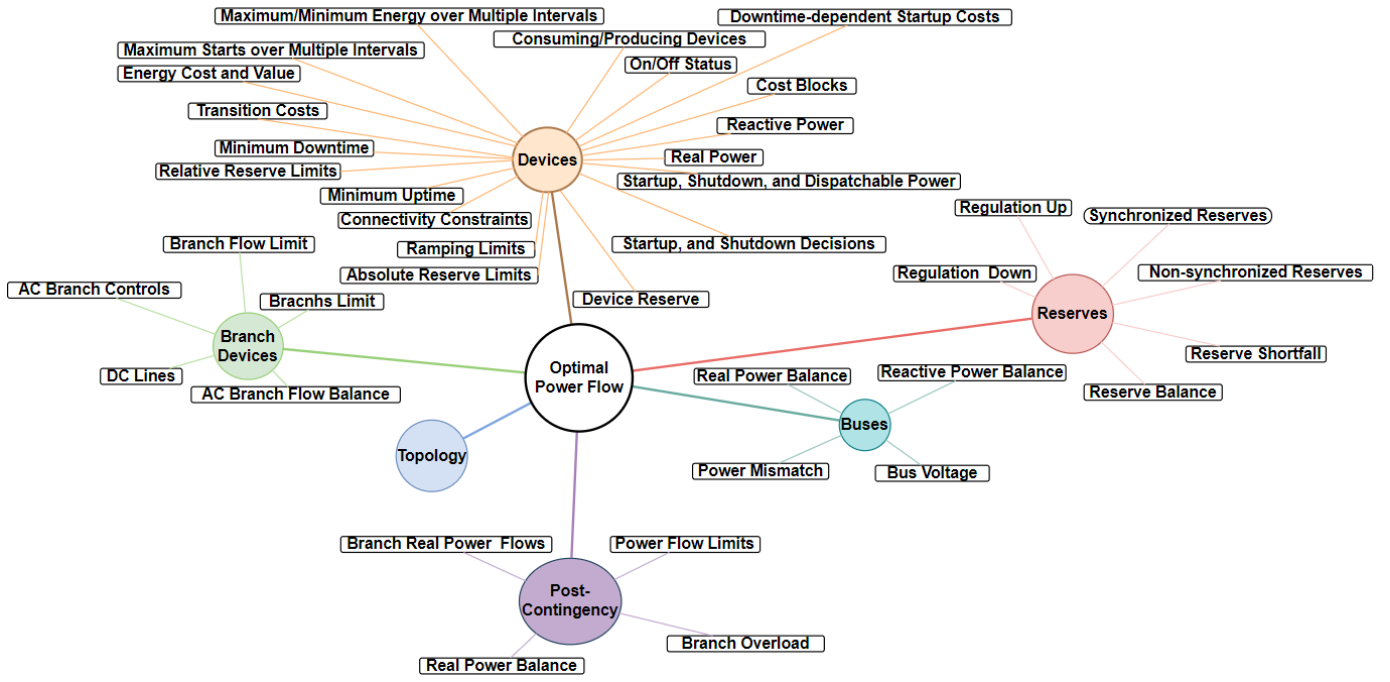 Maximum/Minimum Energy over Multiple Intervals
Downtime-dependent Startup Costs
Consuming/Producing Devices
Maximum Starts over Multiple Intervals
On/Off Status
Energy Cost and Value
Cost Blocks
Transition Costs
Reactive Power
Minimum Downtime
Devices
Real Power
Relative Reserve Limits
Startup, Shutdown, and Dispatchable Power
Minimum Uptime
Connectivity Constraints
Regulation Up
Synchronized Reserves
Branch Flow Limit
Ramping Limits
Startup, and Shutdown Decisions
Absolute Reserve Limits
Regulation Down
Non-synchronized Reserves
AC Branch Controls
Bracnhs Limit
Device Reserve
Reserves
Branch
Devices
Optimal
Power Flow
Reserve Shortfall
DC Lines
Real Power Balance
Reactive Power Balance
AC Branch Flow Balance
Reserve Balance
Buses
Topology
Power Mismatch
Bus Voltage
Branch Real Power Flows
Power Flow Limits
Post-
Contingency
Branch Overload
Real Power Balance